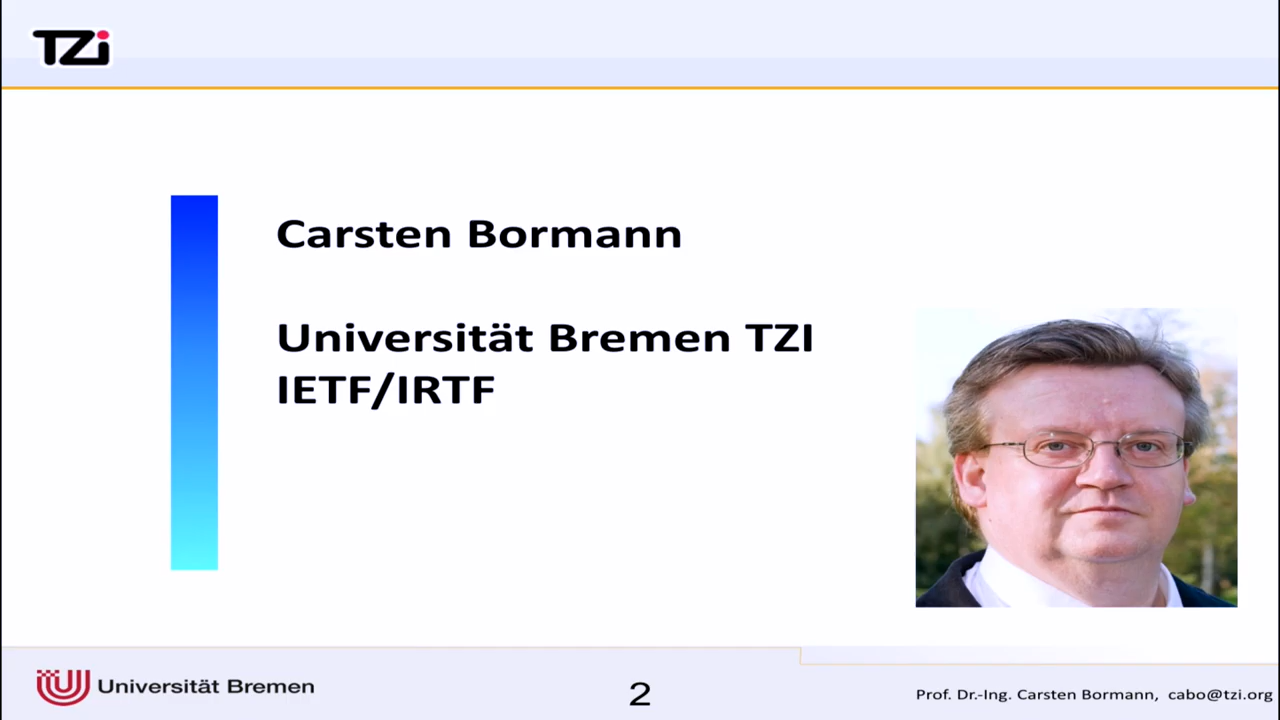 TZi
Carsten Bormann
Universität Bremen TZI
IETF/IRTF
Universität Bremen
2
Prof. Dr.-Ing. Carsten Bormann, cabo@tzi.org